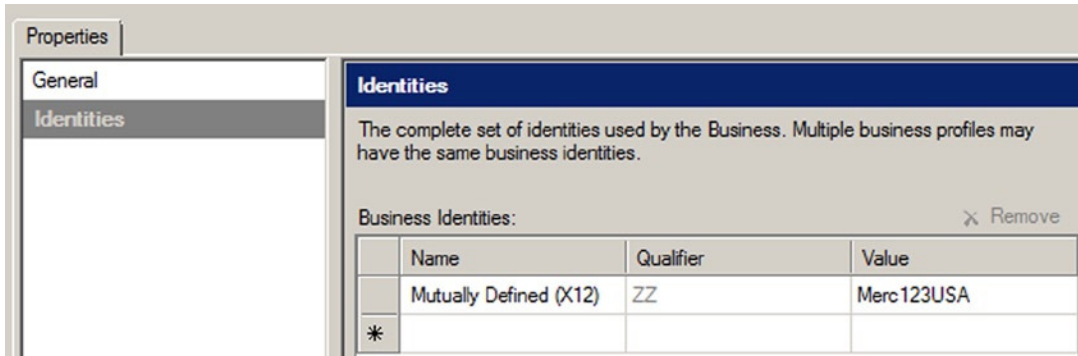 Properties
General
Identities
Identities
The complete set of identities used by the Business. Multiple business profiles may
have the same business identities.
Business Identities:
Remove
Name Qualifier Value
Mutually Defined (X12) ZZ Merc123USA